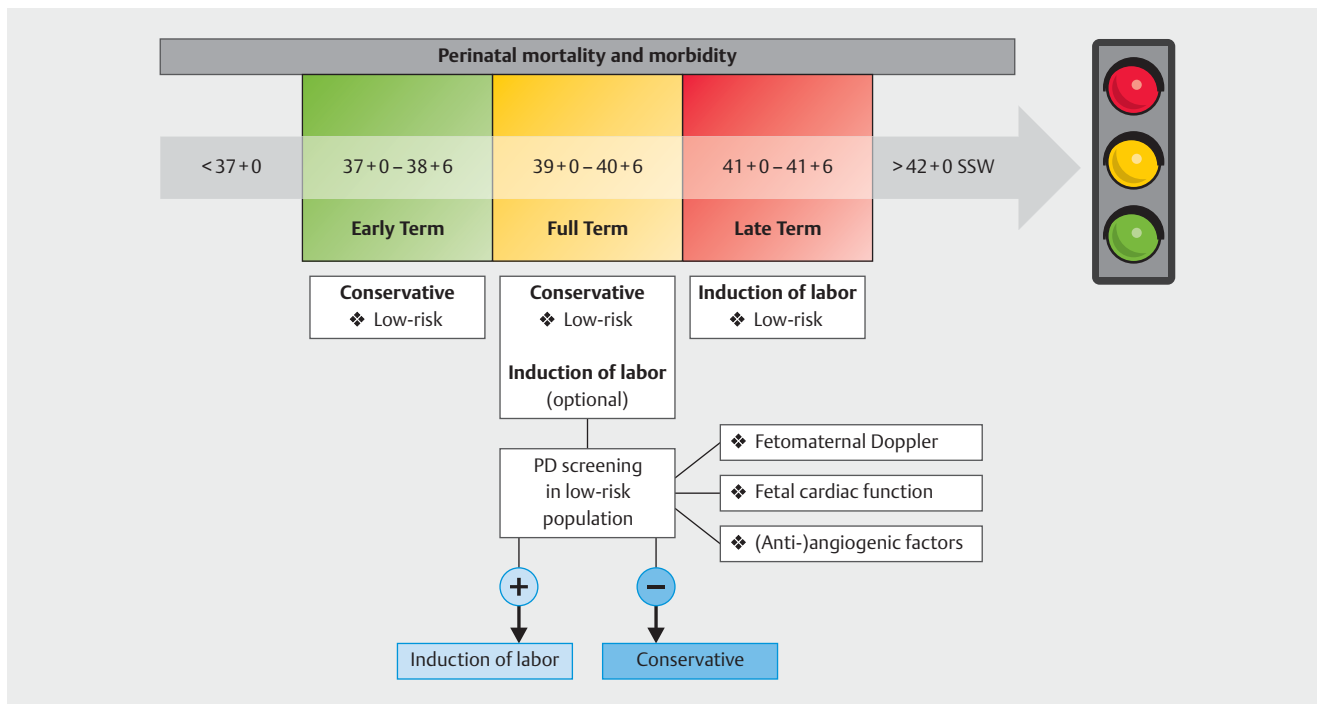 Perinatal mortality and morbidity
< 37 + 0
37 + 0 – 38 + 6
39 + 0 – 40 + 6
41 + 0 – 41 + 6
> 42 + 0 SSW
Early Term
Full Term
Late Term
Conservative
❖ Low-risk
Conservative
❖ Low-risk
Induction of labor
(optional)
Induction of labor
❖ Low-risk
PD screening
in low-risk
population
❖ Fetomaternal Doppler
❖ Fetal cardiac function
❖ (Anti-)angiogenic factors
+
–
Induction of labor
Conservative